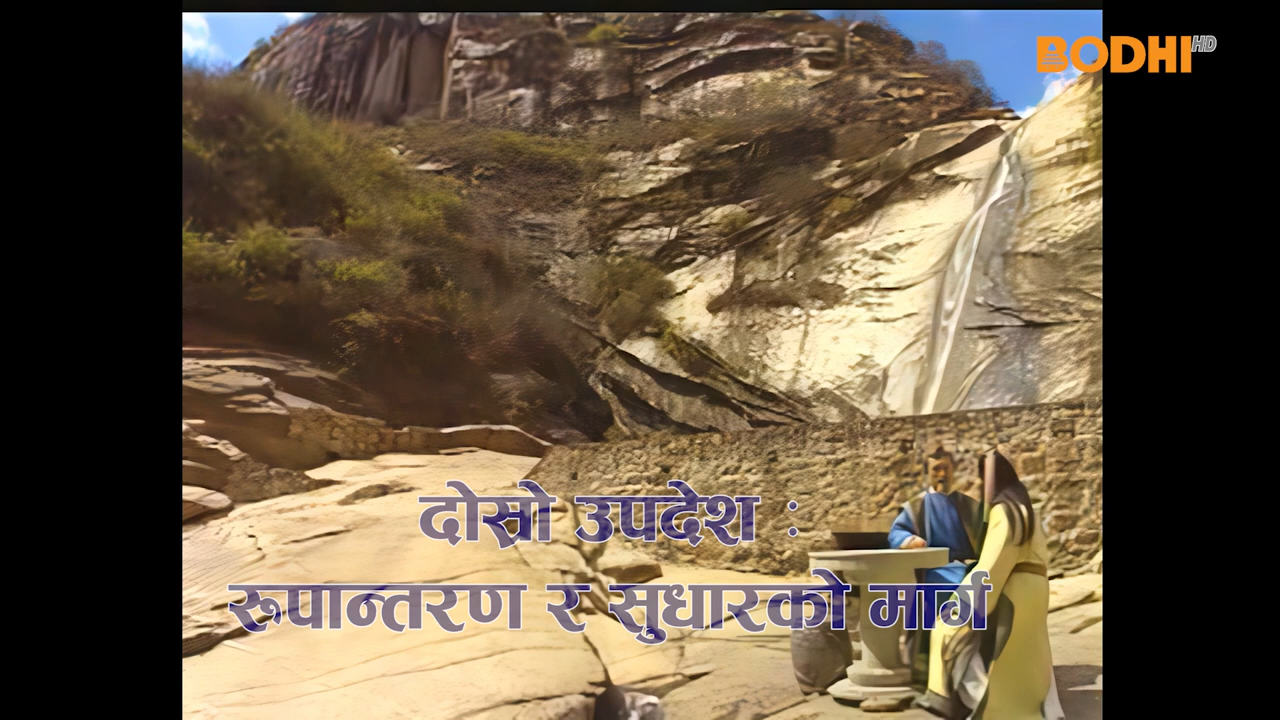 BODHI HD
दोस्रो उपदेश :
रूपान्तरण र सुधारको मार्ग